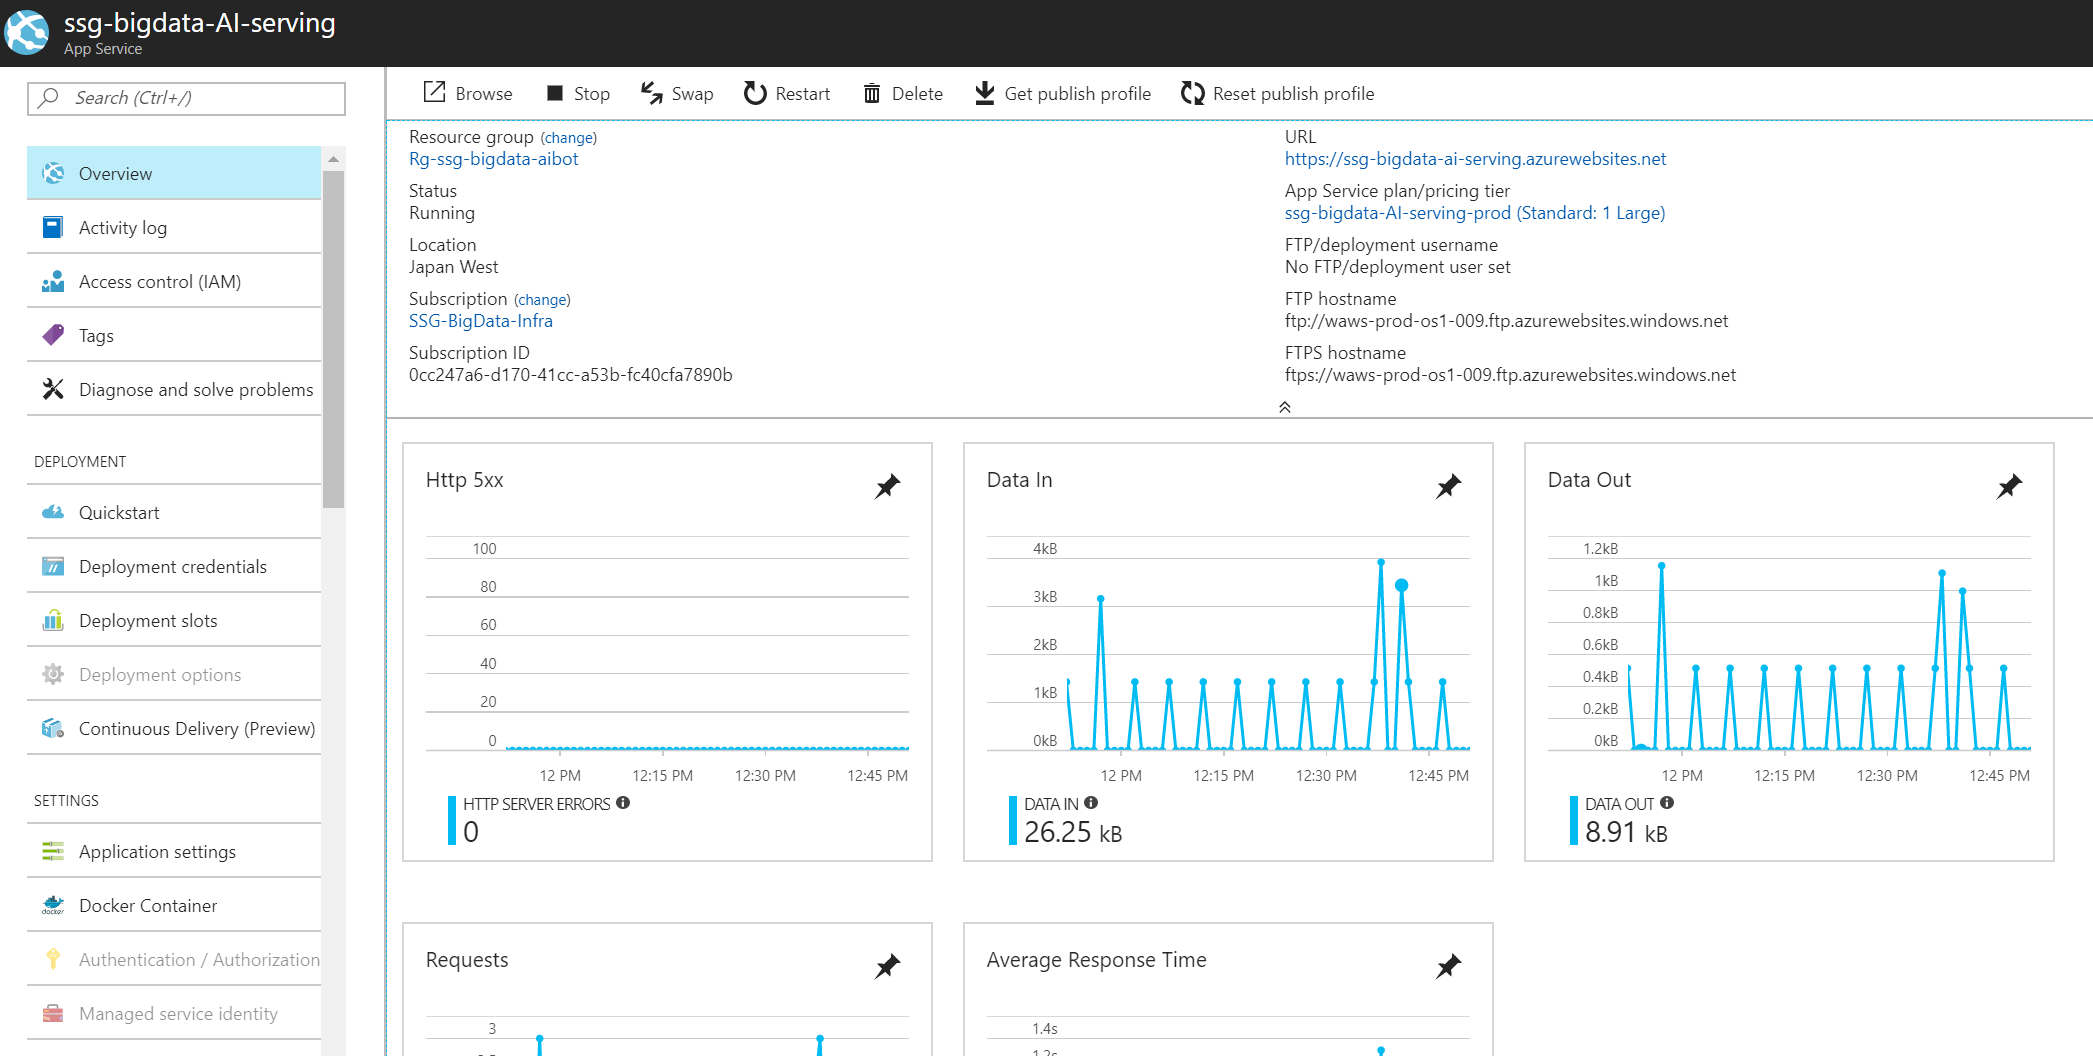 ssg-bigdata-AI-serving
App Service
Search (Ctrl+/)
Overview
Activity log
Access control (IAM)
Tags
Diagnose and solve problems
DEPLOYMENT
Quickstart
Deployment credentials
Deployment slots
Deployment options
Continuous Delivery (Preview)
SETTINGS
Application settings
Docker Container
Authentication / Authorization
Managed service identity
Browse Stop Swap Restart Delete Get publish profile Reset publish profile
Resource group (change)
Rg-ssg-bigdata-aibot
Status
Running
Location
Japan West
Subscription (change)
SSG-BigData-Infra
Subscription ID
0cc247a6-d170-41cc-a53b-fc40cfa7890b
URL
https://ssg-bigdata-ai-serving.azurewebsites.net
App Service plan/pricing tier
ssg-bigdata-AI-serving-prod (Standard: 1 Large)
FTP/deployment username
No FTP/deployment user set
FTP hostname
ftp://waws-prod-os1-009.ftp.azurewebsites.windows.net
FTPS hostname
ftps://waws-prod-os1-009.ftp.azurewebsites.windows.net
Http 5xx
100
80
60
40
20
0
12 PM 12:15 PM 12:30 PM 12:45 PM
HTTP SERVER ERRORS
0
Data In
4kB
3kB
2kB
1kB
0kB
12 PM 12:15 PM 12:30 PM 12:45 PM
DATA IN
26.25 kB
Data Out
1.2kB
1kB
0.8kB
0.6kB
0.4kB
0.2kB
0kB
12 PM 12:15 PM 12:30 PM 12:45 PM
DATA OUT
8.91 kB
Requests
3
Average Response Time
1.4s
1.2s